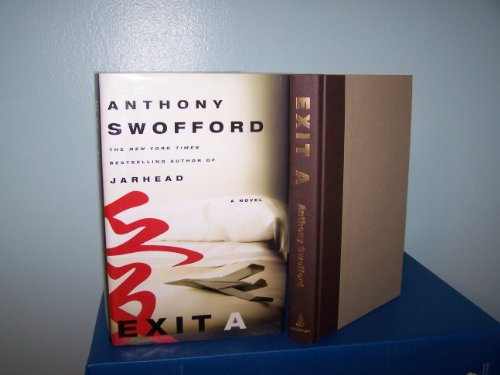 ANTHONY
SWOFFORD
THE NEW YORK TIMES
BESTSELLING AUTHOR OF
JARHEAD
A NOVEL
EXIT A
EXIT A
Anthony Swofford